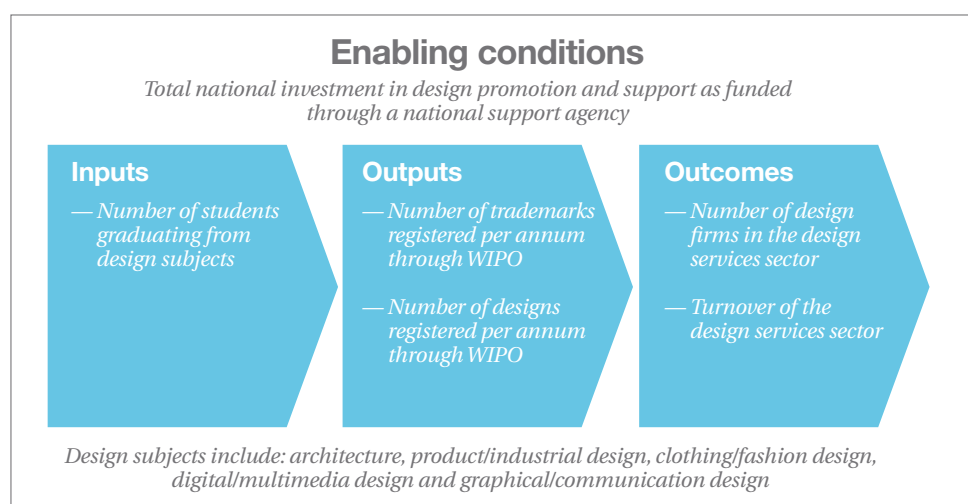 Enabling conditions
Total national investment in design promotion and support as funded
through a national support agency
Inputs
— Number of students
graduating from
design subjects
Outputs
— Number of trademarks
registered per annum
through WIPO
— Number of designs
registered per annum
through WIPO
Outcomes
— Number of design
firms in the design
services sector
— Turnover of the
design services sector
Design subjects include: architecture, product/industrial design, clothing/fashion design,
digital/multimedia design and graphical/communication design